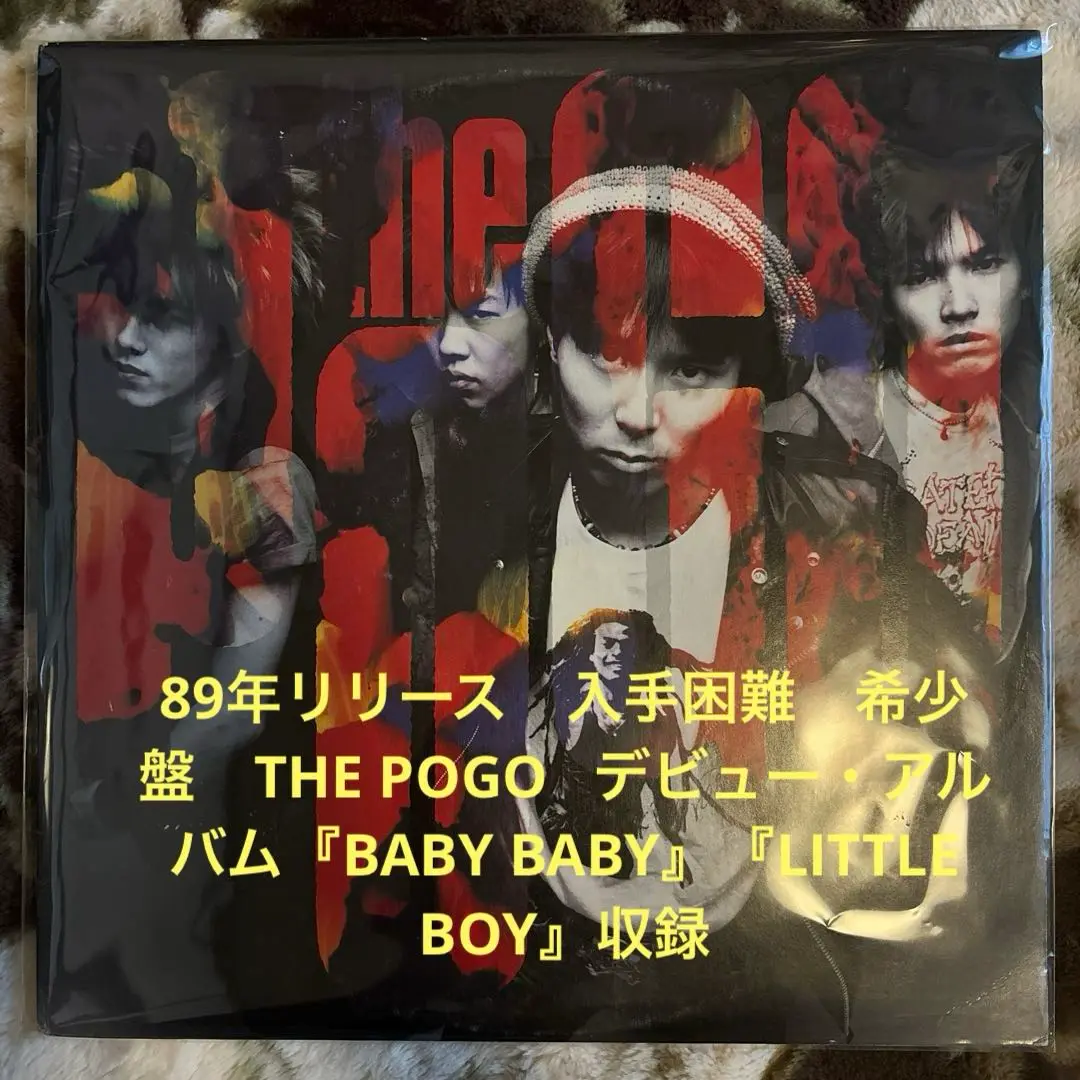 The
89年リリース　入手困難　希少
盤　THE POGO　デビュー・アル
バム『BABY BABY』『LITTLE
BOY』収録